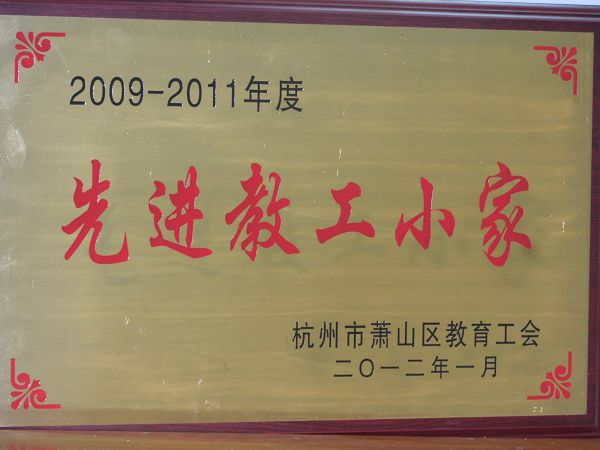 2009-2011年度
先进教工小家
杭州市萧山区教育工会
二〇一二年一月